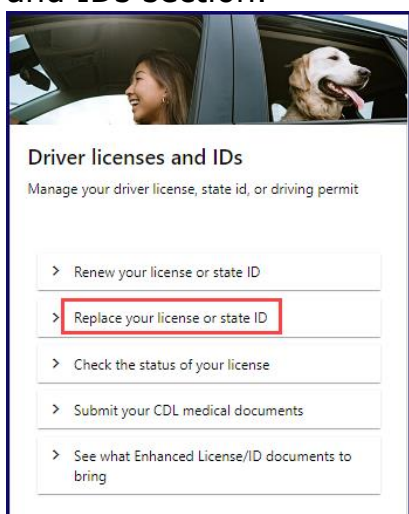 and IDs section.
Driver licenses and IDs
Manage your driver license, state id, or driving permit
> Renew your license or state ID
> Replace your license or state ID
> Check the status of your license
> Submit your CDL medical documents
> See what Enhanced License/ID documents to
bring